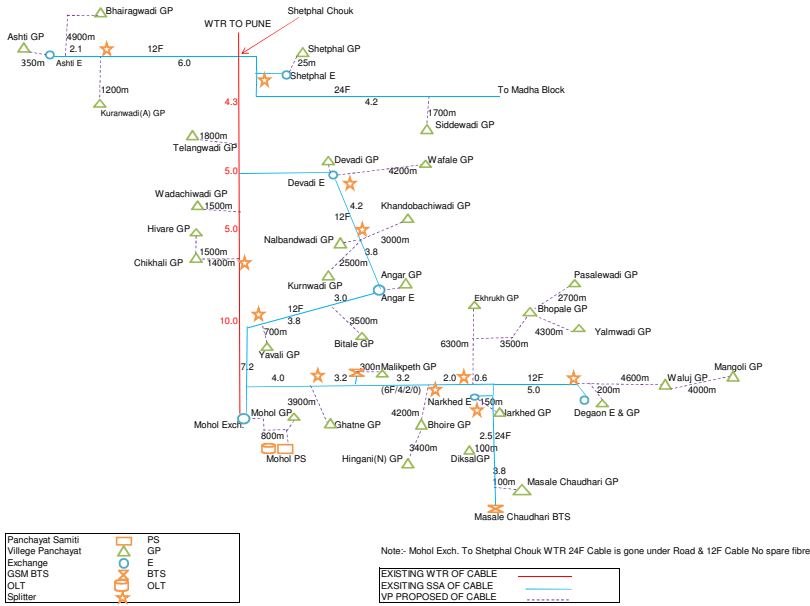 Shetphal Chouk
Bhairagwadi GP
WTR TO PUNE
Ashti GP
4900m
2.1
12F
Shetphal GP
350m
Ashti E
6.0
25m
Shetphal E
1200m
24F
To Madha Block
4.3
4.2
Kuranwadi(A) GP
1700m
Siddewadi GP
1800m
Telangwadi GP
Devadi GP
Wafale GP
5.0
4200m
Devadi E
Wadachiwadi GP
4.2
Khandobachiwadi GP
1500m
12F
Hivare GP
5.0
Nalbandwadi GP
3000m
3.8
1500m
Chikhali GP
1400m
2500m
Angar GP
Pasalewadi GP
Kurnwadi GP
3.0
Angar E
Ekhrukh GP
2700m
12F
Bhopale GP
10.0
3.8
3500m
4300m
Yalmwadi GP
700m
6300m
3500m
Yavali GP
Bitale GP
7.2
300m
Malikpeth GP
Mangoli GP
4.0
3.2
3.2
2.0
0.6
12F
4600m
Waluj GP
(6F/4/2/0)
5.0
200m
4000m
3900m
Narkhed E
150m
Mohol GP
4200m
Narkhed GP
Degaon E & GP
Mohol Exch.
Ghatne GP
Bhoire GP
800m
2.5
24F
3400m
100m
Mohol PS
Hingani(N) GP
DiksalGP
3.8
Masale Chaudhari GP
100m
Masale Chaudhari BTS
Panchayat Samiti PS
Villege Panchayat GP
Exchange E
GSM BTS BTS
OLT OLT
Splitter
Note:- Mohol Exch. To Shetphal Chouk WTR 24F Cable is gone under Road & 12F Cable No spare fibre
EXISTING WTR OF CABLE
EXSITING SSA OF CABLE
VP PROPOSED OF CABLE